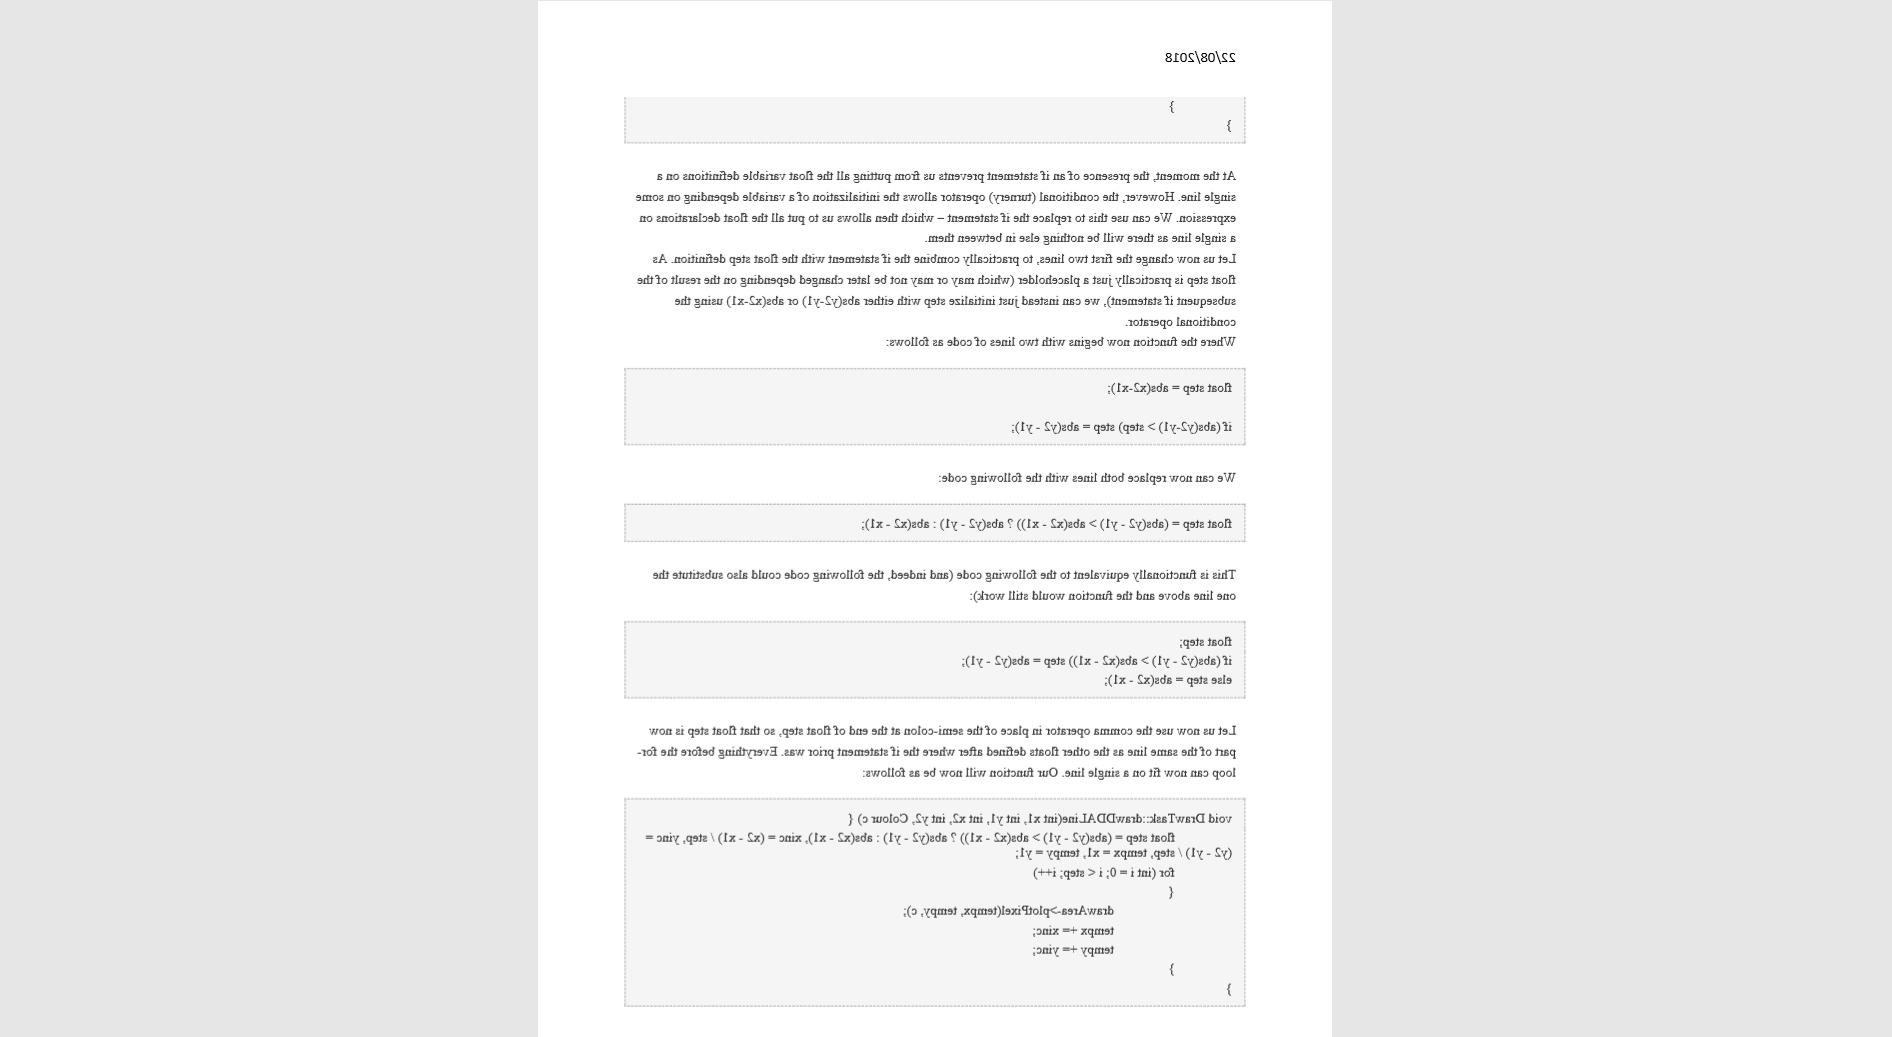 22/08/2018
}
}
At the moment, the presence of an if statement prevents us from putting all the float variable definitions on a
single line. However, the conditional (turnery) operator allows the initialization of a variable depending on some
expression. We can use this to replace the if statement – which then allows us to put all the float declarations on
a single line as there will be nothing else in between them.
Let us now change the first two lines, to practically combine the if statement with the float step definition. As
float step is practically just a placeholder (which may or may not be later changed depending on the result of the
subsequent if statement), we can instead just initialize step with either abs(y2-y1) or abs(x2-x1) using the
conditional operator.
Where the function now begins with two lines of code as follows:
float step = abs(x2-x1);
if (abs(y2-y1) > step) step = abs(y2 - y1);
We can now replace both lines with the following code:
float step = (abs(y2 - y1) > abs(x2 - x1)) ? abs(y2 - y1) : abs(x2 - x1);
This is functionally equivalent to the following code (and indeed, the following code could also substitute the
one line above and the function would still work):
float step;
if (abs(y2 - y1) > abs(x2 - x1)) step = abs(y2 - y1);
else step = abs(x2 - x1);
Let us now use the comma operator in place of the semi-colon at the end of float step, so that float step is now
part of the same line as the other floats defined after where the if statement prior was. Everything before the for-
loop can now fit on a single line. Our function will now be as follows:
void DrawTask::drawDDALine(int x1, int y1, int x2, int y2, Colour c) {
float step = (abs(y2 - y1) > abs(x2 - x1)) ? abs(y2 - y1) : abs(x2 - x1), xinc = (x2 - x1) / step, yinc =
(y2 - y1) / step, tempx = x1, tempy = y1;
for (int i = 0; i < step; i++)
{
drawArea->plotPixel(tempx, tempy, c);
tempx += xinc;
tempy += yinc;
}
}